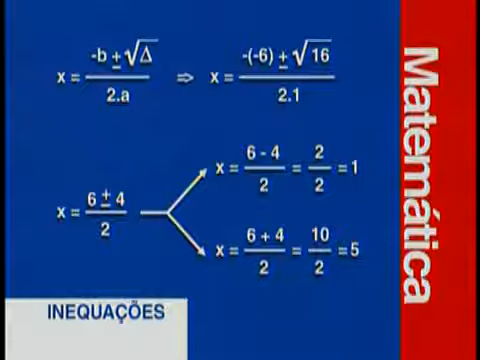 x = -b ± √Δ / 2.a ⇒ x = -(-6) ± √16 / 2.1
x = 6 ± 4 / 2
x = 6 - 4 / 2 = 2 / 2 = 1
x = 6 + 4 / 2 = 10 / 2 = 5
INEQUAÇÕES
Matemática